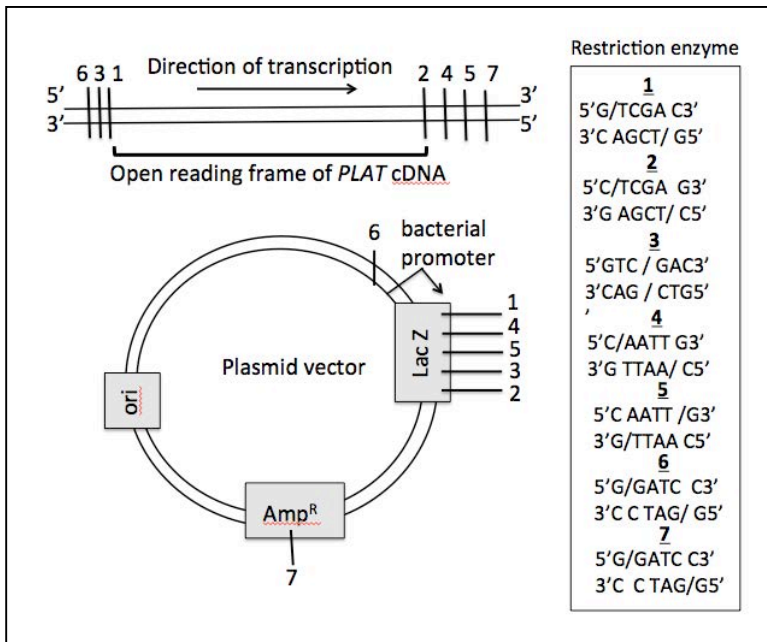 6 3 1 Direction of transcription 2 4 5 7
5’ 3’
3’ 5’
Open reading frame of PLAT cDNA
6 bacterial
promoter
1
4
5
3
2
Lac Z
Plasmid vector
ori
AmpR
7
Restriction enzyme
1
5’G/TCGA C3’
3’C AGCT/ G5’
2
5’C/TCGA G3’
3’G AGCT/ C5’
3
5’GTC / GAC3’
3’CAG / CTG5’
’
4
5’C/AATT G3’
3’G TTAA/ C5’
5
5’C AATT /G3’
3’G/TTAA C5’
6
5’G/GATC C3’
3’C C TAG/ G5’
7
5’G/GATC C3’
3’C C TAG/G5’